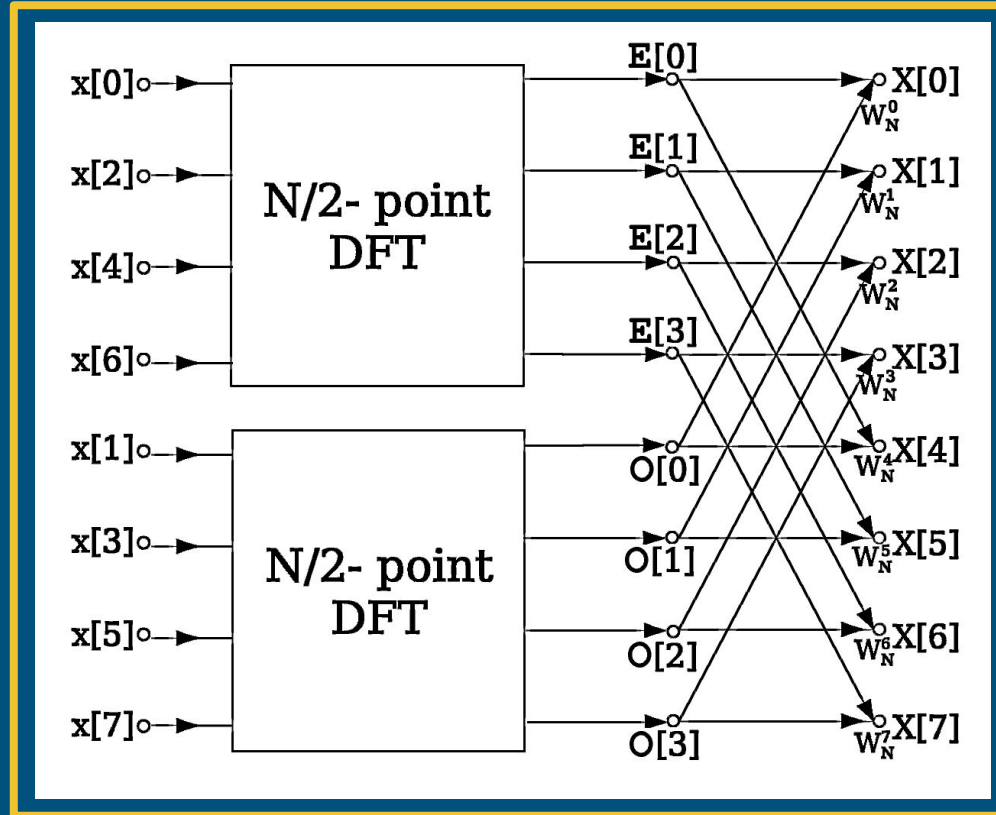 x[0]
x[2]
x[4]
x[6]
N/2- point
DFT
E[0]
E[1]
E[2]
E[3]
X[0]
W_N^0
X[1]
W_N^1
X[2]
W_N^2
X[3]
W_N^3
x[1]
x[3]
x[5]
x[7]
N/2- point
DFT
O[0]
O[1]
O[2]
O[3]
W_N^4 X[4]
W_N^5 X[5]
W_N^6 X[6]
W_N^7 X[7]